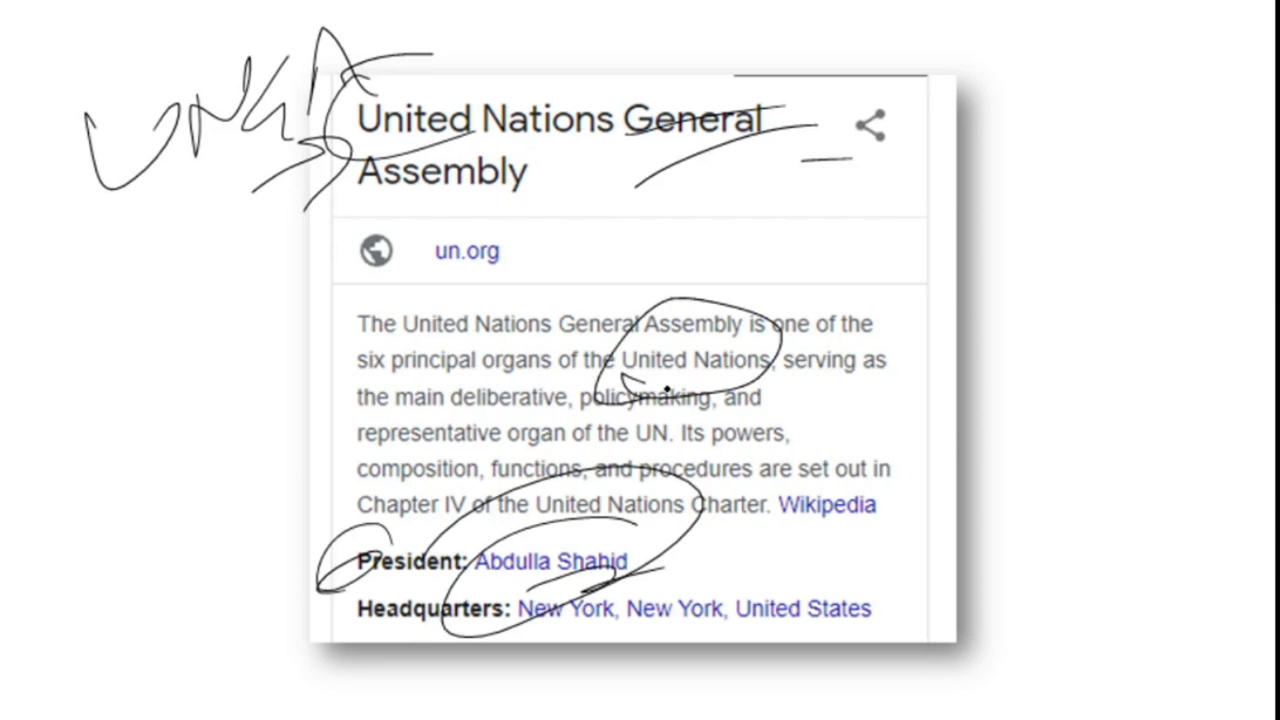 UNGA
United Nations General
Assembly
un.org
The United Nations General Assembly is one of the
six principal organs of the United Nations, serving as
the main deliberative, policymaking, and
representative organ of the UN. Its powers,
composition, functions, and procedures are set out in
Chapter IV of the United Nations Charter. Wikipedia
President: Abdulla Shahid
Headquarters: New York, New York, United States